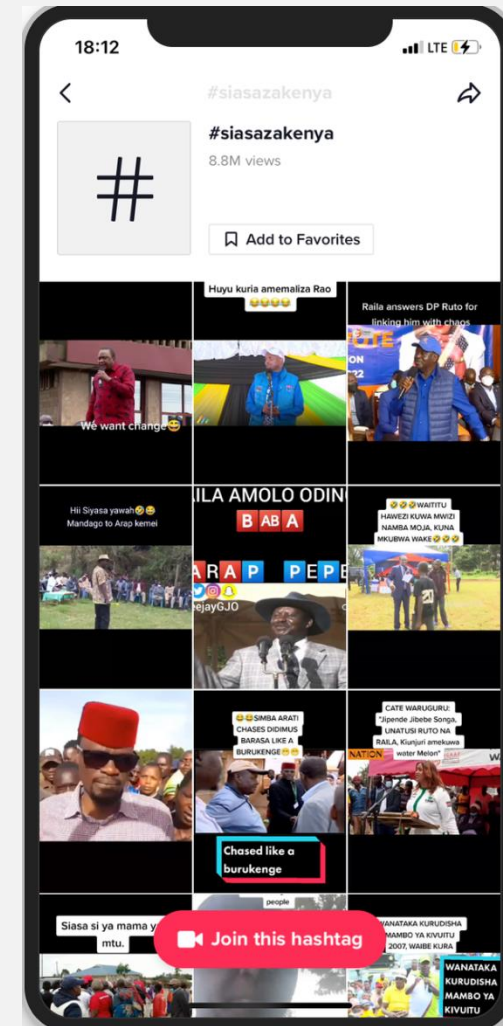 18:12
LTE
#siasazakenya
#siasazakenya
8.8M views
Add to Favorites
We want change😅
Huyu kuria amemaliza Rao
😂😂😂😂
Raila answers DP Ruto for
linking him with chaos
Hii Siyasa yawah🤣😂
Mandago to Arap kemei
ILA AMOLO ODIN
B AB A
ARAP PEPE
eejayGJO
🤣🤣🤣WAITITU
HAWEZI KUWA MWIZI
NAMBA MOJA, KUNA
MKUBWA WAKE🤣🤣🤣
😂😂SIMBA ARATI
CHASES DIDIMUS
BARASA LIKE A
BURUKENGE😁😁
Chased like a
burukenge
CATE WARUGURU:
"Jipende Jibebe Songa,
UNATUSI RUTO NA
RAILA, Kiunjuri amekuwa
water Melon"
NATION
Siasa si ya mama y
mtu.
people
WANATAKA KURUDISHA
MAMBO YA KIVUITU
2007, WAIBE KURA
WANATAKA
KURUDISHA
MAMBO YA
KIVUITU
Join this hashtag